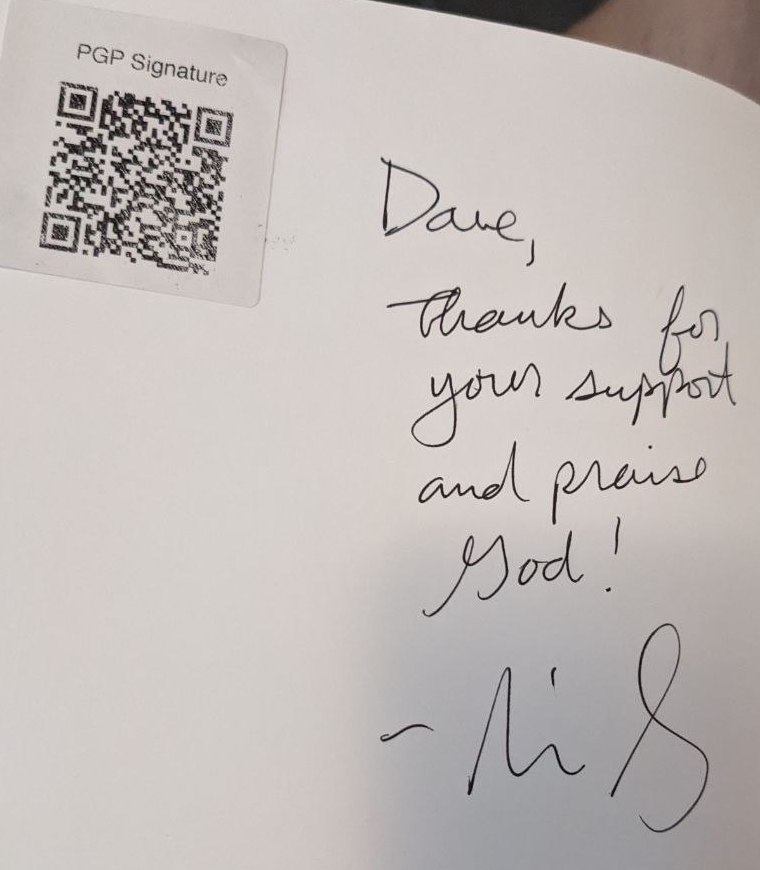 PGP Signature
Dave,
Thanks for
your support
and praise
God!